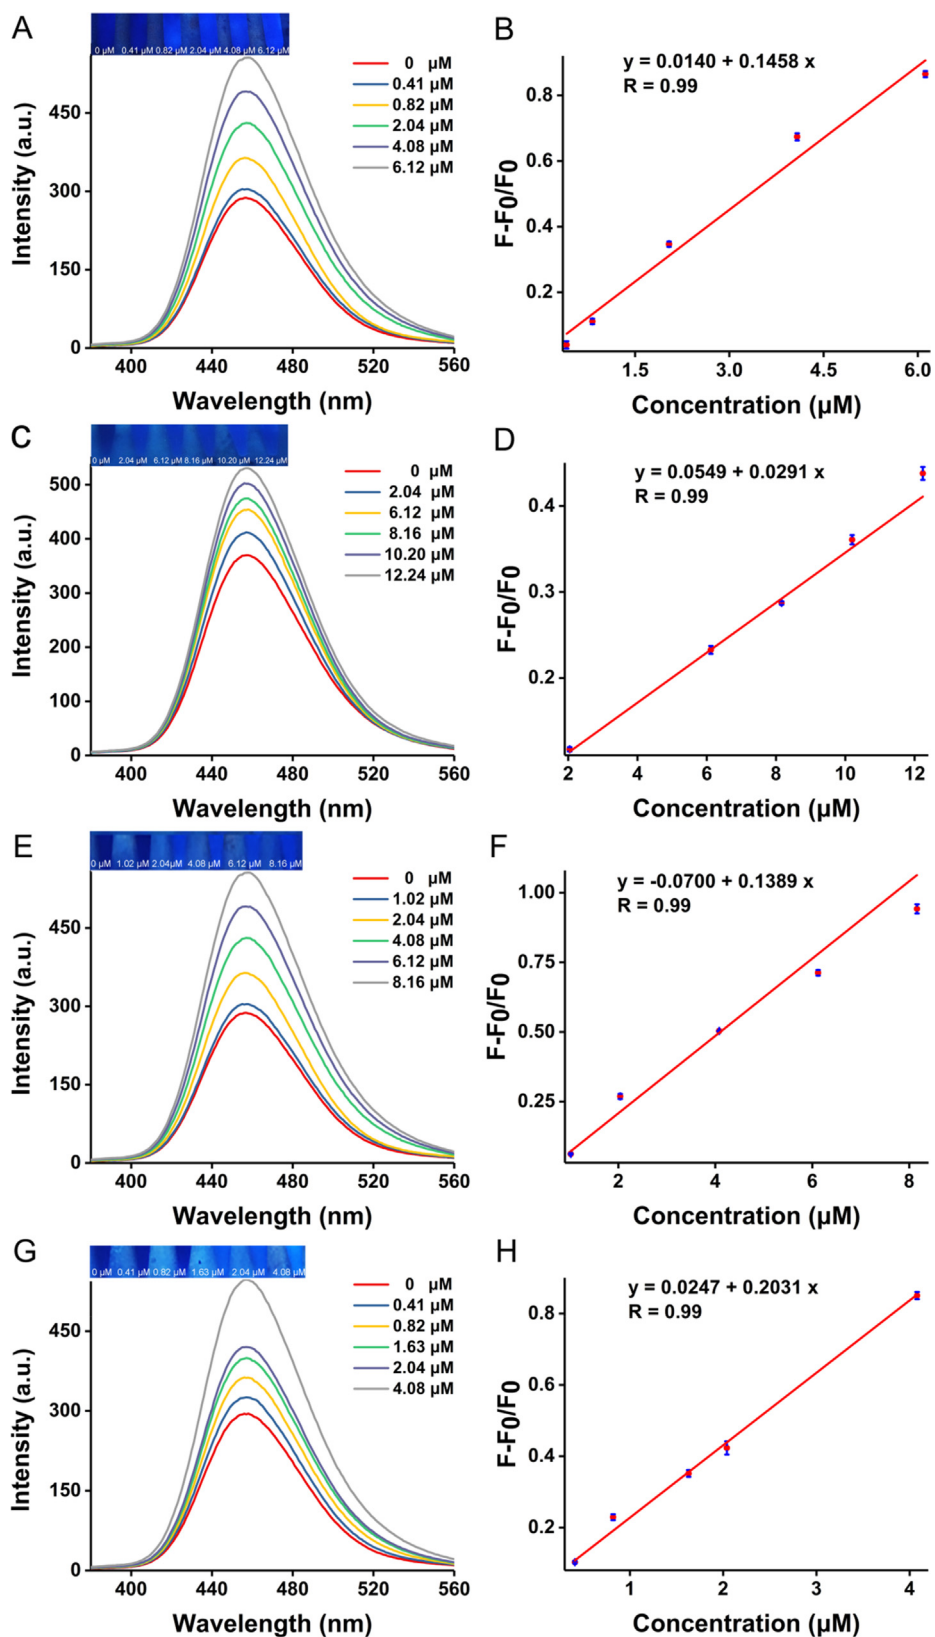 A
0 µM 0.41 µM 0.82 µM 2.04 µM 4.08 µM 6.12 µM
0 µM
0.41 µM
0.82 µM
2.04 µM
4.08 µM
6.12 µM
450
300
150
0
Intensity (a.u.)
400 440 480 520 560
Wavelength (nm)
B
y = 0.0140 + 0.1458 x
R = 0.99
0.8
0.6
0.4
0.2
F-F0/F0
1.5 3.0 4.5 6.0
Concentration (µM)
C
0 µM 2.04 µM 6.12 µM 8.16 µM 10.20 µM 12.24 µM
0 µM
2.04 µM
6.12 µM
8.16 µM
10.20 µM
12.24 µM
500
400
300
200
100
0
Intensity (a.u.)
400 440 480 520 560
Wavelength (nm)
D
y = 0.0549 + 0.0291 x
R = 0.99
0.4
0.3
0.2
F-F0/F0
2 4 6 8 10 12
Concentration (µM)
E
0 µM 1.02 µM 2.04µM 4.08 µM 6.12 µM 8.16 µM
0 µM
1.02 µM
2.04 µM
4.08 µM
6.12 µM
8.16 µM
450
300
150
0
Intensity (a.u.)
400 440 480 520 560
Wavelength (nm)
F
y = -0.0700 + 0.1389 x
R = 0.99
1.00
0.75
0.50
0.25
F-F0/F0
2 4 6 8
Concentration (µM)
G
0 µM 0.41 µM 0.82 µM 1.63 µM 2.04 µM 4.08 µM
0 µM
0.41 µM
0.82 µM
1.63 µM
2.04 µM
4.08 µM
450
300
150
0
Intensity (a.u.)
400 440 480 520 560
Wavelength (nm)
H
y = 0.0247 + 0.2031 x
R = 0.99
0.8
0.6
0.4
0.2
F-F0/F0
1 2 3 4
Concentration (µM)